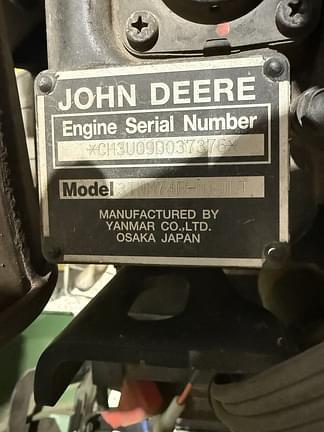 JOHN DEERE
Engine Serial Number
*CH3U09D037376*
Model
MANUFACTURED BY
YANMAR CO.,LTD.
OSAKA JAPAN